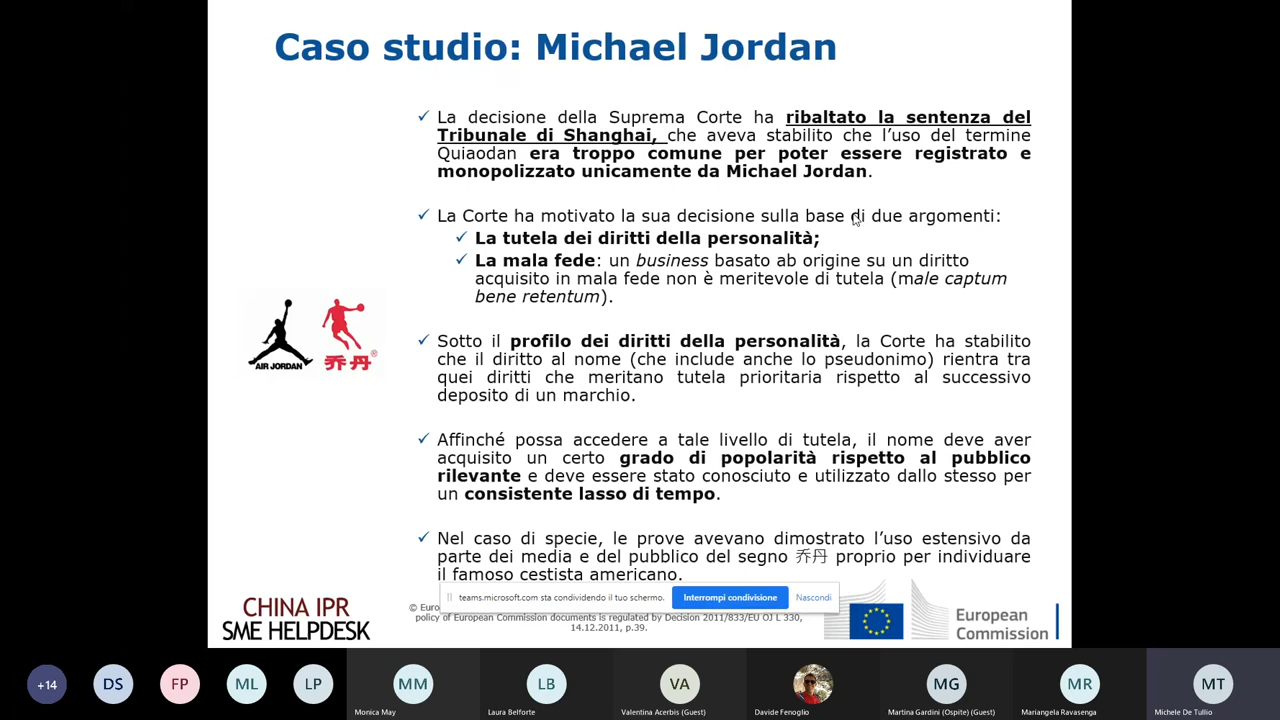 Caso studio: Michael Jordan
La decisione della Suprema Corte ha ribaltato la sentenza del
Tribunale di Shanghai, che aveva stabilito che l’uso del termine
Quiaodan era troppo comune per poter essere registrato e
monopolizzato unicamente da Michael Jordan.
La Corte ha motivato la sua decisione sulla base di due argomenti:
La tutela dei diritti della personalità;
La mala fede: un business basato ab origine su un diritto
acquisito in mala fede non è meritevole di tutela (male captum
bene retentum).
AIR JORDAN
乔丹®
Sotto il profilo dei diritti della personalità, la Corte ha stabilito
che il diritto al nome (che include anche lo pseudonimo) rientra tra
quei diritti che meritano tutela prioritaria rispetto al successivo
deposito di un marchio.
Affinché possa accedere a tale livello di tutela, il nome deve aver
acquisito un certo grado di popolarità rispetto al pubblico
rilevante e deve essere stato conosciuto e utilizzato dallo stesso per
un consistente lasso di tempo.
Nel caso di specie, le prove avevano dimostrato l’uso estensivo da
parte dei media e del pubblico del segno 乔丹 proprio per individuare
il famoso cestista americano.
teams.microsoft.com sta condividendo il tuo schermo. Interrompi condivisione Nascondi
CHINA IPR
SME HELPDESK
© Euro
policy of European Commission documents is regulated by Decision 2011/833/EU OJ L 330,
14.12.2011, p.39.
European
Commission
+14 DS FP ML LP MM LB VA MG MR MT
Monica May Laura Belforte Valentina Acerbis (Guest) Davide Fenoglio Martina Gardini (Ospite) (Guest) Mariangela Ravasenga Michele De Tullio